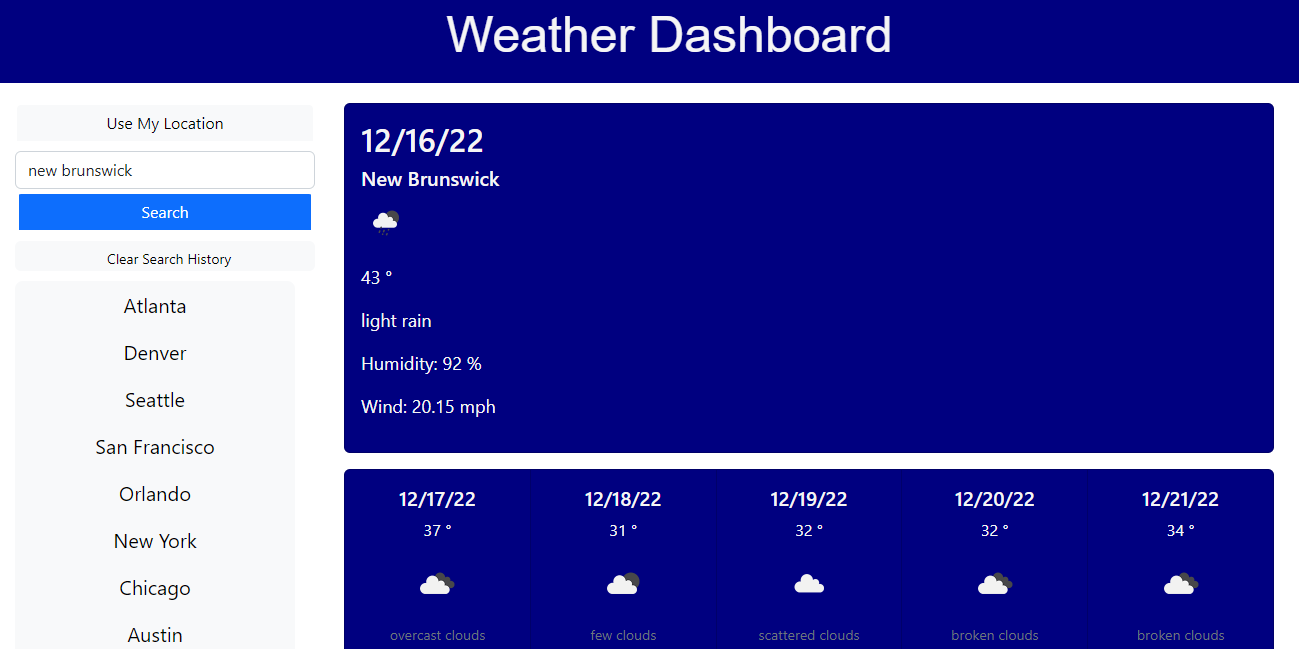 Weather Dashboard
Use My Location
new brunswick
Search
Clear Search History
Atlanta
Denver
Seattle
San Francisco
Orlando
New York
Chicago
Austin
12/16/22
New Brunswick
43 °
light rain
Humidity: 92 %
Wind: 20.15 mph
12/17/22 12/18/22 12/19/22 12/20/22 12/21/22
37 ° 31 ° 32 ° 32 ° 34 °
overcast clouds few clouds scattered clouds broken clouds broken clouds